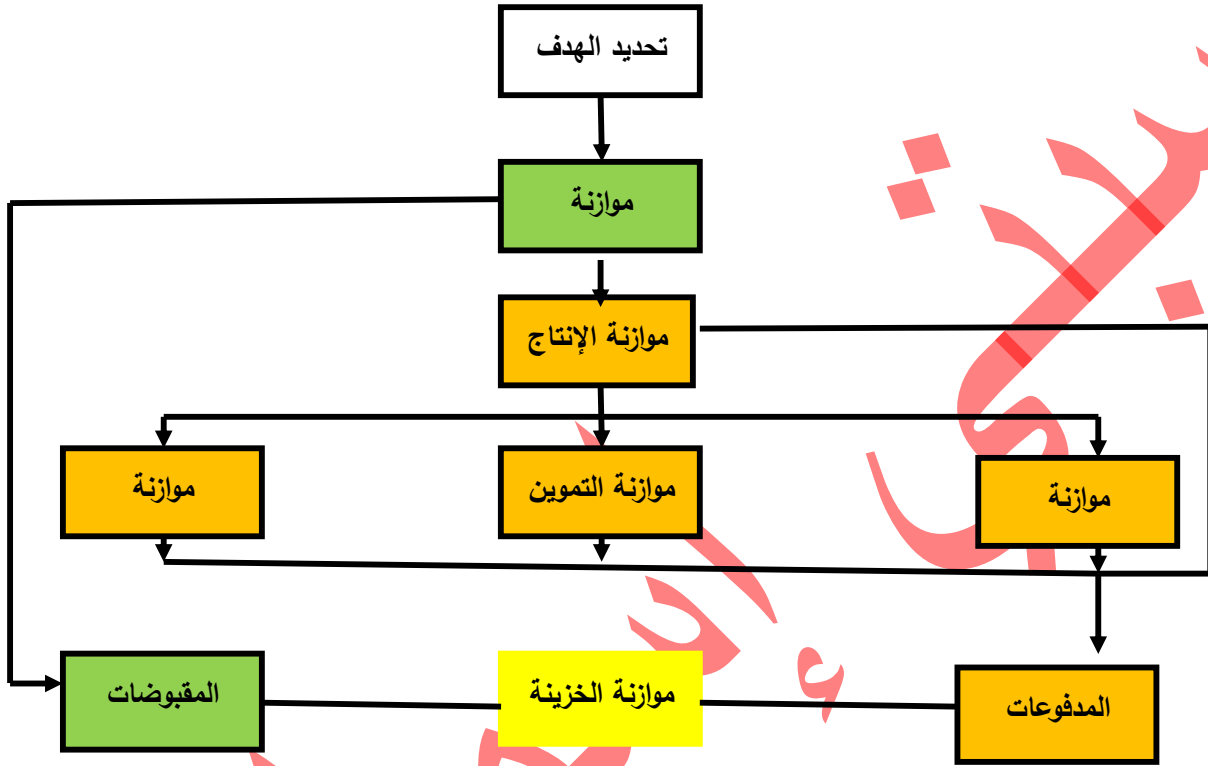 تحديد الهدف
موازنة
موازنة الإنتاج
موازنة
موازنة التموين
موازنة
المدفوعات
موازنة الخزينة
المقبوضات